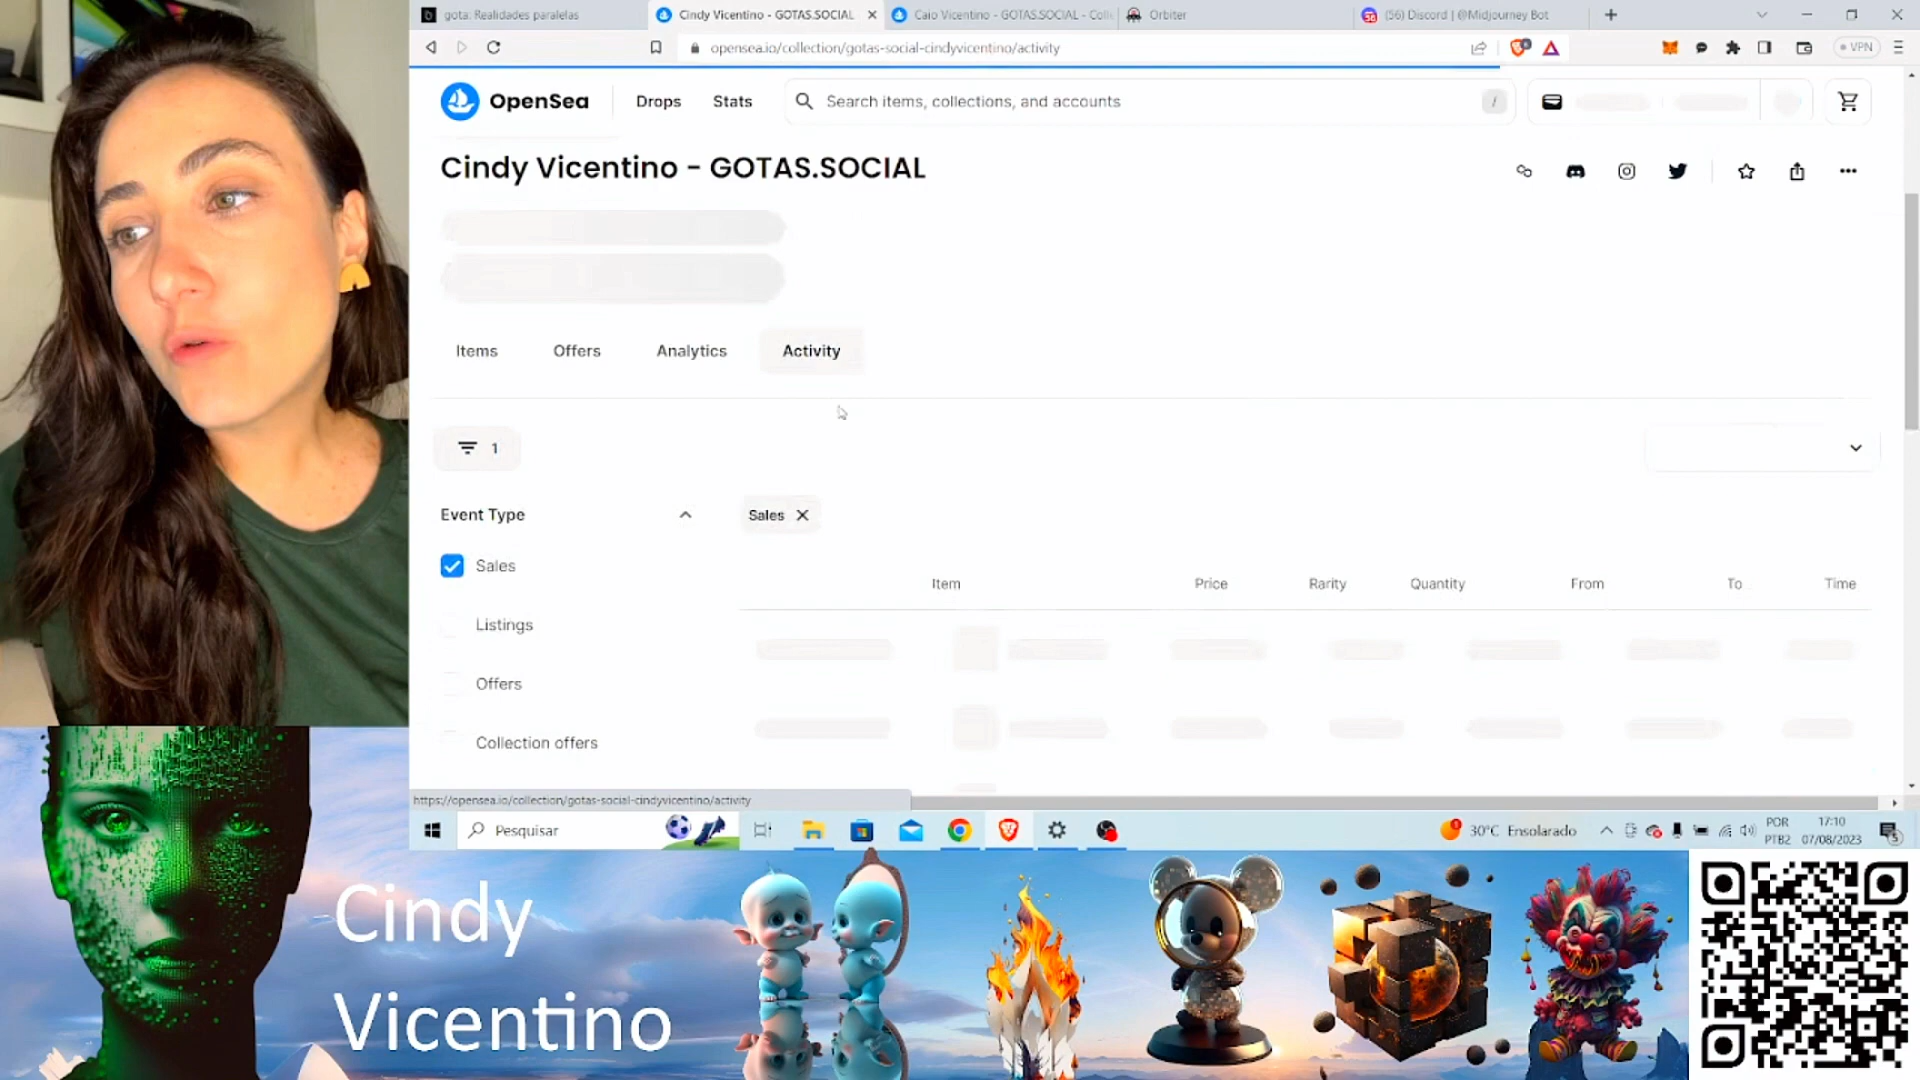 gota. Realidades paralelas
Cindy Vicentino - GOTAS.SOCIAL
Caio Vicentino - GOTAS.SOCIAL - Coll
Orbiter
(56) Discord | @Midjourney Bot
opensea.io/collection/gotas-social-cindyvicentino/activity
VPN
OpenSea
Drops
Stats
Search items, collections, and accounts
/
Cindy Vicentino - GOTAS.SOCIAL
Items
Offers
Analytics
Activity
1
Event Type
Sales
Sales
Listings
Offers
Collection offers
Item
Price
Rarity
Quantity
From
To
Time
https://opensea.io/collection/gotas-social-cindyvicentino/activity
Pesquisar
30°C Ensolarado
POR
PTB2
17:10
07/08/2023
Cindy
Vicentino